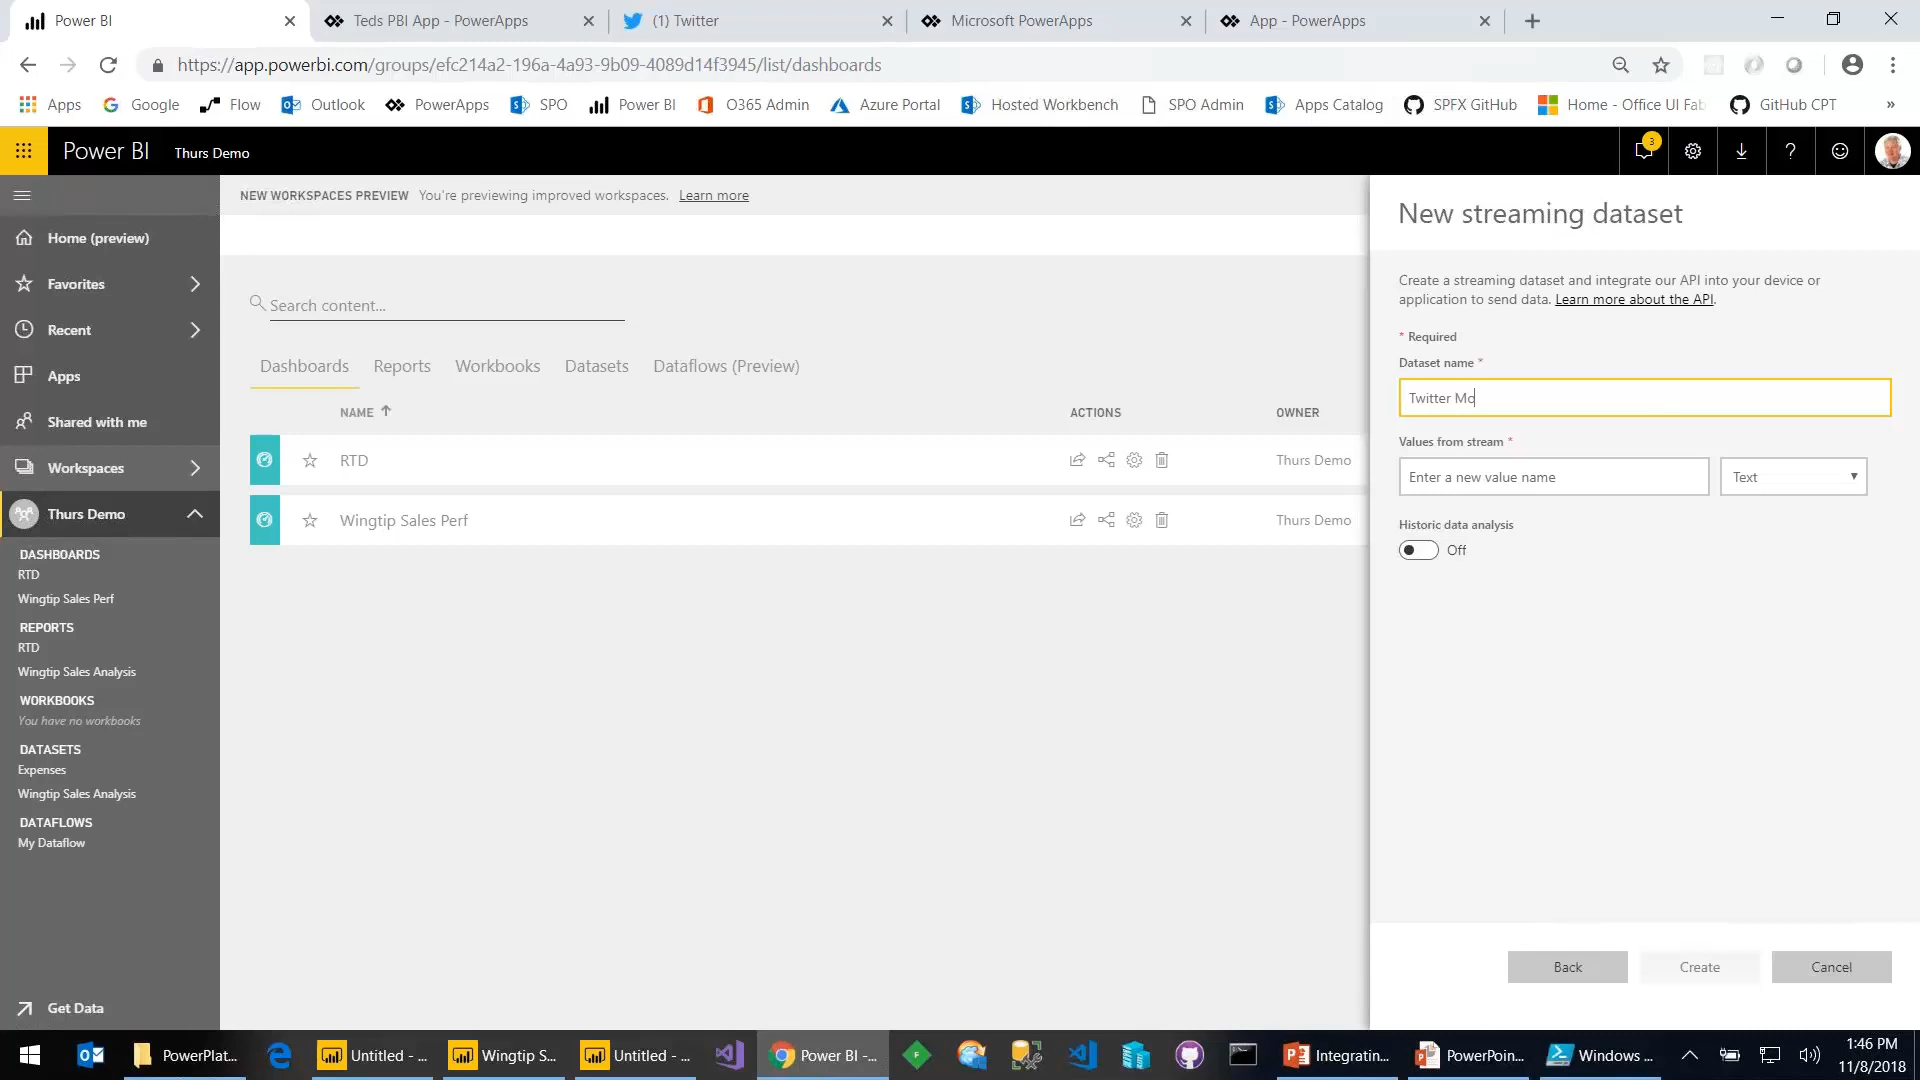 Power BI
Teds PBI App - PowerApps
(1) Twitter
Microsoft PowerApps
App - PowerApps
https://app.powerbi.com/groups/efc214a2-196a-4a93-9b09-4089d14f3945/list/dashboards
Apps
Google
Flow
Outlook
PowerApps
SPO
Power BI
O365 Admin
Azure Portal
Hosted Workbench
SPO Admin
Apps Catalog
SPFX GitHub
Home - Office UI Fab
GitHub CPT
»
Power BI
Thurs Demo
3
?
NEW WORKSPACES PREVIEW You're previewing improved workspaces. Learn more
Home (preview)
Favorites
Recent
Apps
Shared with me
Workspaces
Thurs Demo
DASHBOARDS
RTD
Wingtip Sales Perf
REPORTS
RTD
Wingtip Sales Analysis
WORKBOOKS
You have no workbooks
DATASETS
Expenses
Wingtip Sales Analysis
DATAFLOWS
My Dataflow
Get Data
Search content...
Dashboards Reports Workbooks Datasets Dataflows (Preview)
NAME ACTIONS OWNER
RTD Thurs Demo
Wingtip Sales Perf Thurs Demo
New streaming dataset
Create a streaming dataset and integrate our API into your device or
application to send data. Learn more about the API.
* Required
Dataset name *
Twitter Mo
Values from stream *
Enter a new value name Text
Historic data analysis
Off
Back Create Cancel
PowerPlat...
Untitled - ...
Wingtip S...
Untitled - ...
Power BI -...
Integratin...
PowerPoin...
Windows ...
1:46 PM
11/8/2018